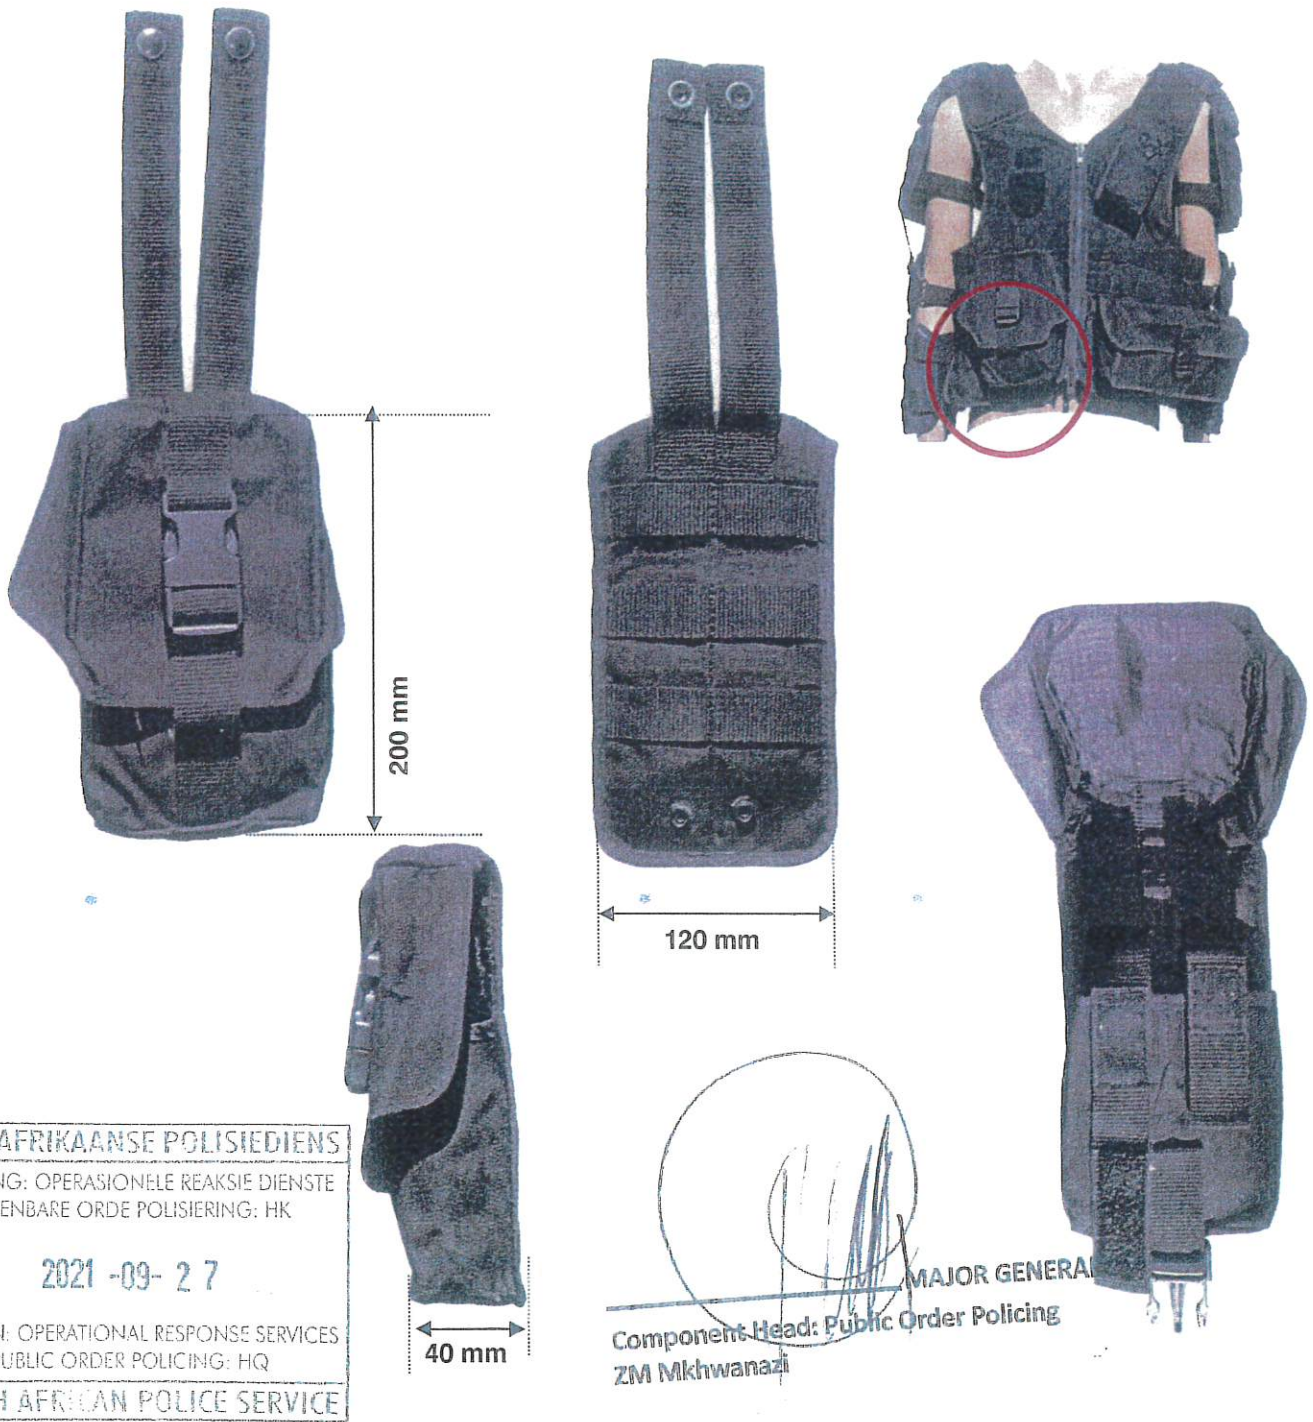 200 mm
120 mm
40 mm
AFRIKAANSE POLISIEDIENS
NG: OPERASIONELE REAKSIE DIENSTE
ENBARE ORDE POLISIERING: HK
2021 -09- 2 7
N: OPERATIONAL RESPONSE SERVICES
UBLIC ORDER POLICING: HQ
H AFRICAN POLICE SERVICE
MAJOR GENERAL
Component Head: Public Order Policing
ZM Mkhwanazi